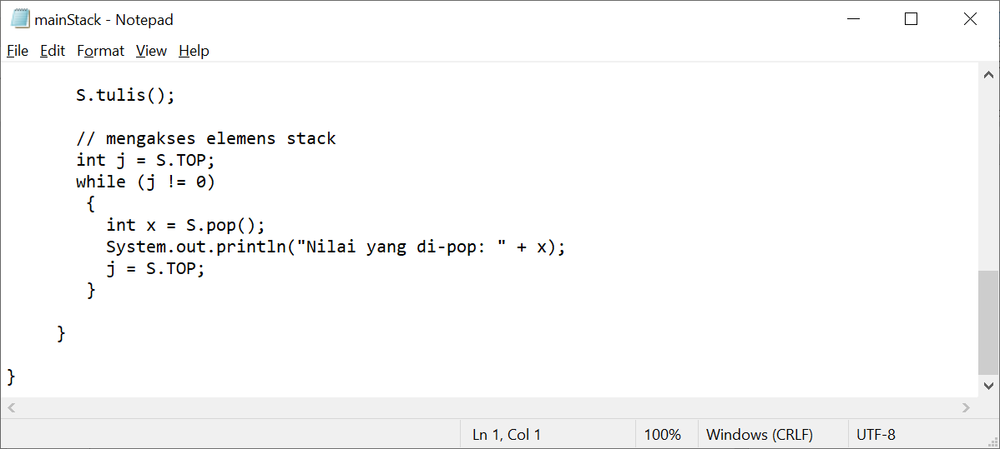 mainStack - Notepad
File Edit Format View Help
S.tulis();
// mengakses elemens stack
int j = S.TOP;
while (j != 0)
{
int x = S.pop();
System.out.println("Nilai yang di-pop: " + x);
j = S.TOP;
}
}
}
Ln 1, Col 1 100% Windows (CRLF) UTF-8